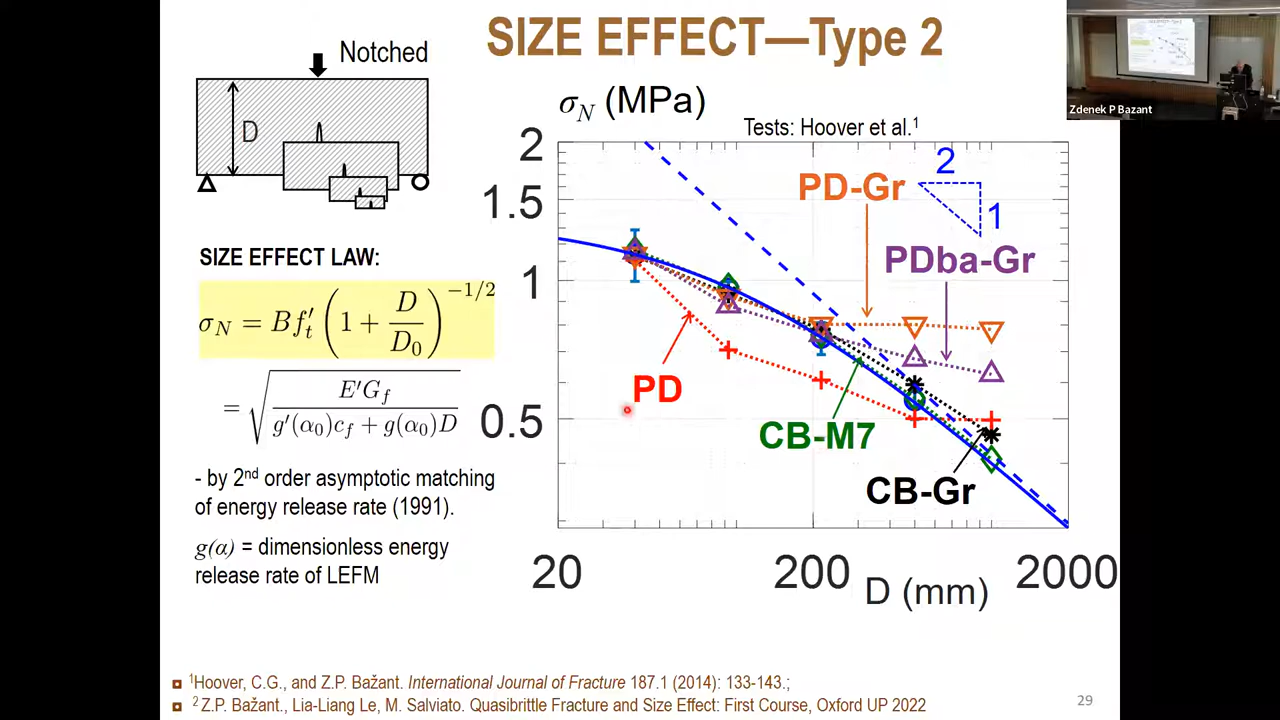 SIZE EFFECT—Type 2
Notched
D
σN (MPa)
Tests: Hoover et al.1
2
1.5
1
0.5
20
200
2000
D (mm)
PD-Gr
2
1
PDba-Gr
PD
CB-M7
CB-Gr
SIZE EFFECT LAW:
σN = Bf′t (1 + D/D0)^−1/2
= √(E′Gf / (g′(α0)cf + g(α0)D))
- by 2nd order asymptotic matching
of energy release rate (1991).
g(α) = dimensionless energy
release rate of LEFM
1Hoover, C.G., and Z.P. Bažant. International Journal of Fracture 187.1 (2014): 133-143.;
2 Z.P. Bažant., Lia-Liang Le, M. Salviato. Quasibrittle Fracture and Size Effect: First Course, Oxford UP 2022
29
Zdenek P Bazant